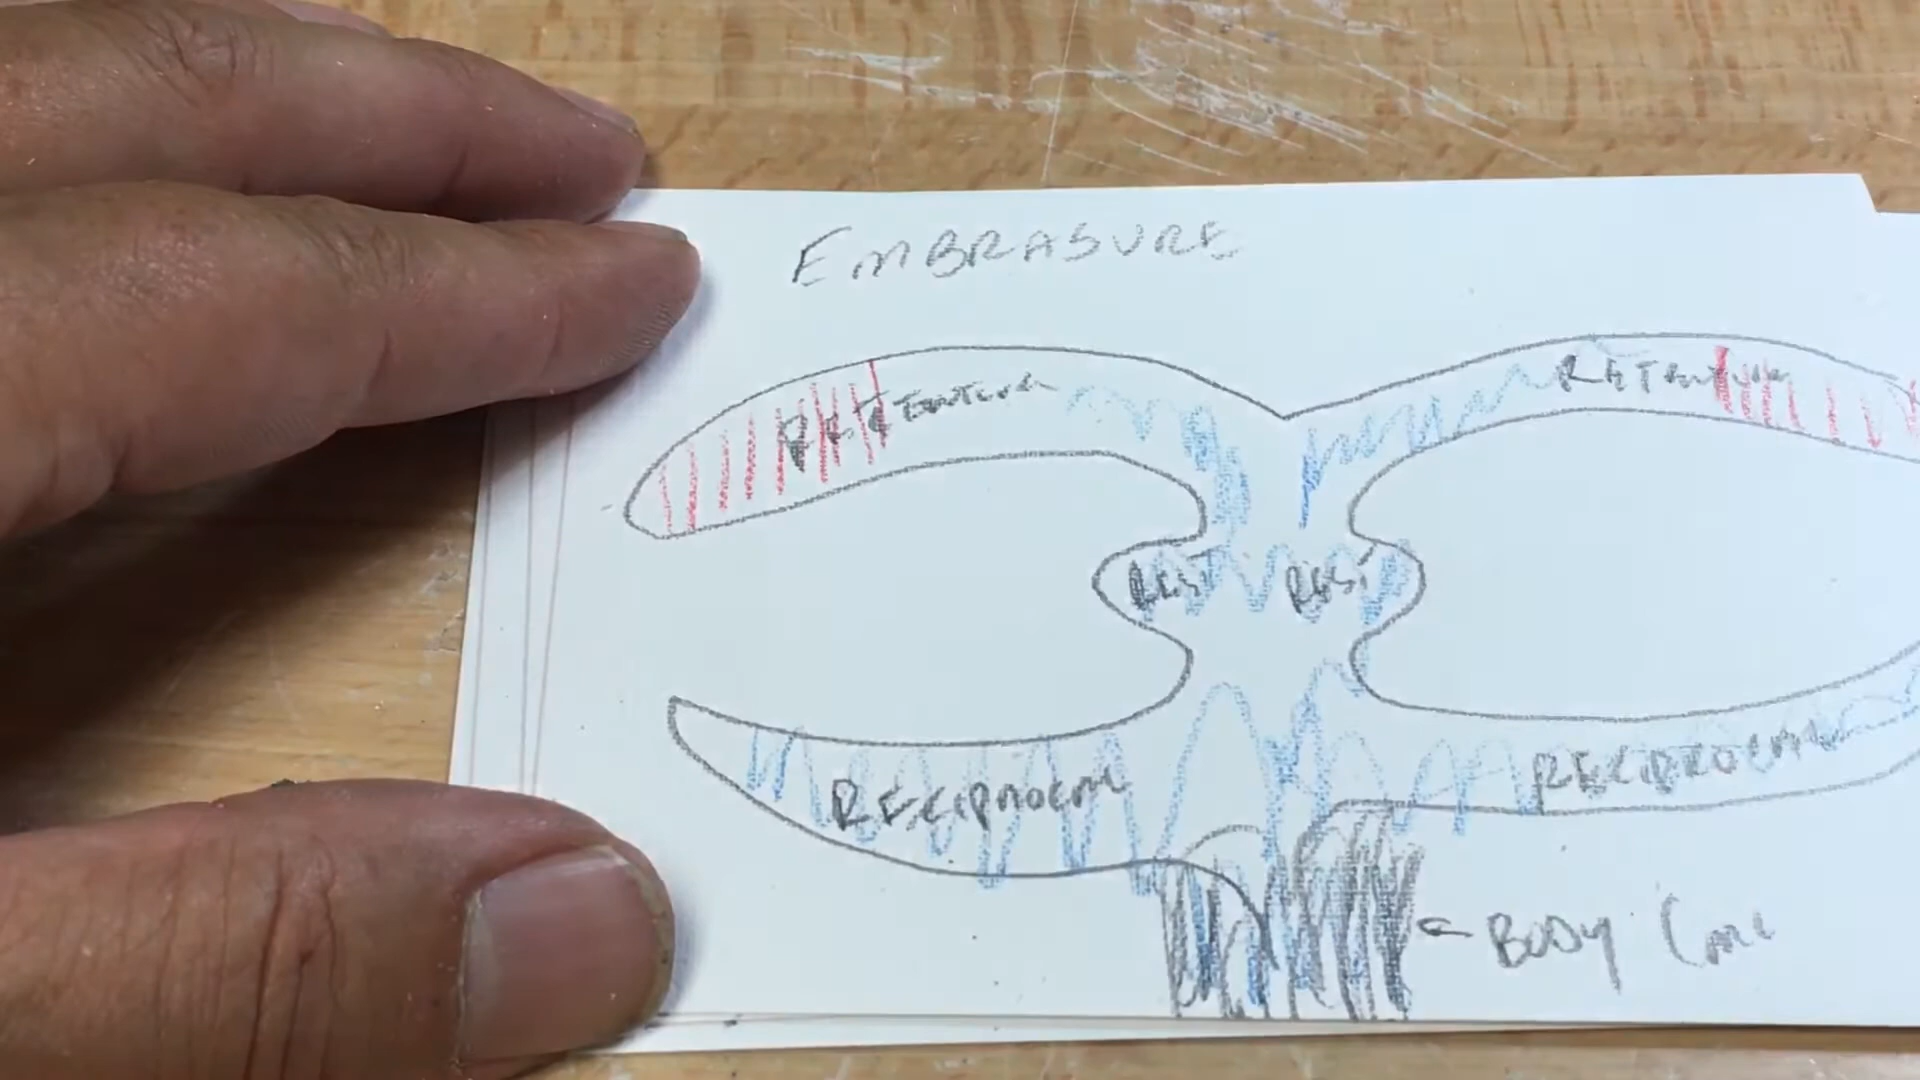 EMBRASURE
RETENTIVE
RETENTIVE
REST REST
RECIPROCAL
RECIPROCAL
BODY